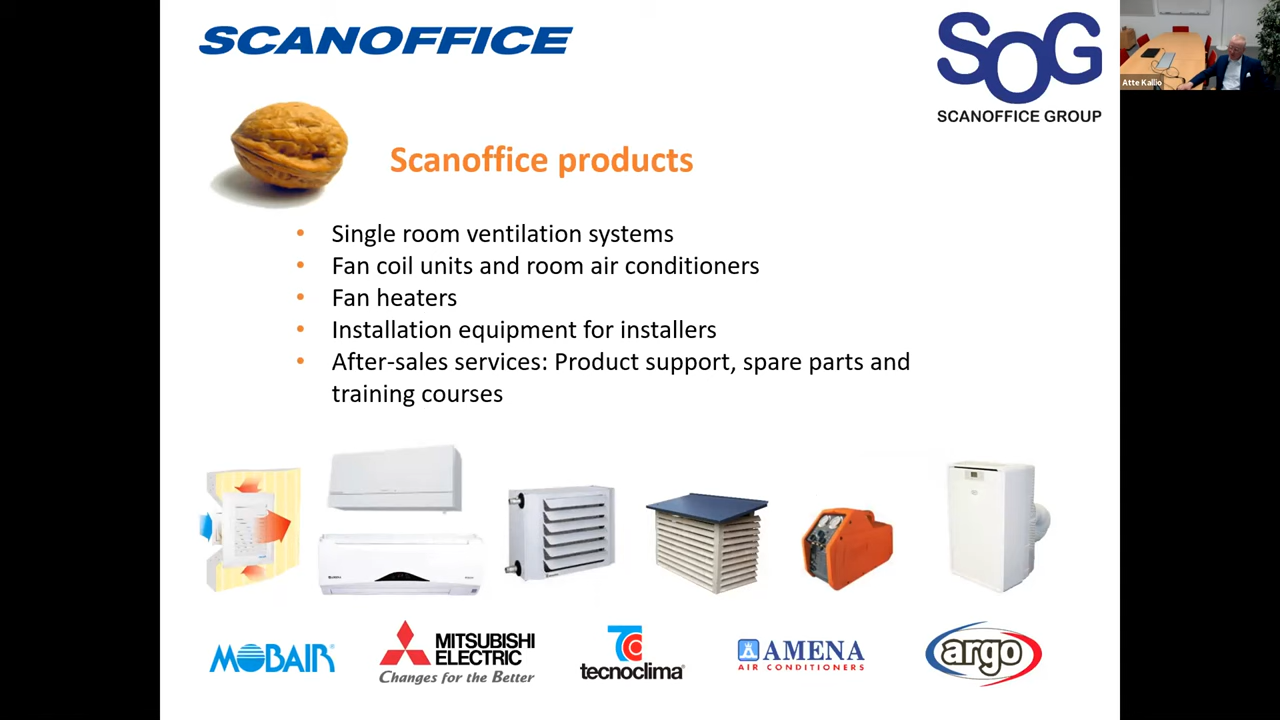 SCANOFFICE
SOG
SCANOFFICE GROUP
Atte Kallio
Scanoffice products
• Single room ventilation systems
• Fan coil units and room air conditioners
• Fan heaters
• Installation equipment for installers
• After-sales services: Product support, spare parts and
training courses
MOBAIR
MITSUBISHI
ELECTRIC
Changes for the Better
TC
tecnoclima
AMENA
AIR CONDITIONERS
argo